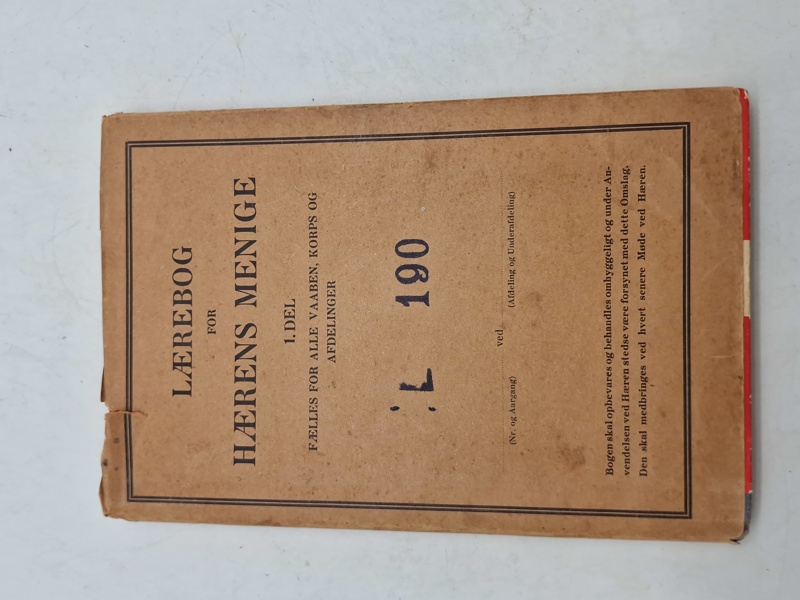 LÆREBOG
FOR
HÆRENS MENIGE
I. DEL
FÆLLES FOR ALLE VAABEN, KORPS OG
AFDELINGER
L 190
ved
(Nr. og Aargang) (Afdeling og Underafdeling)
Bogen skal opbevares og behandles omhyggeligt og under An-
vendelsen ved Hæren stedse være forsynet med dette Omslag.
Den skal medbringes ved hvert senere Møde ved Hæren.